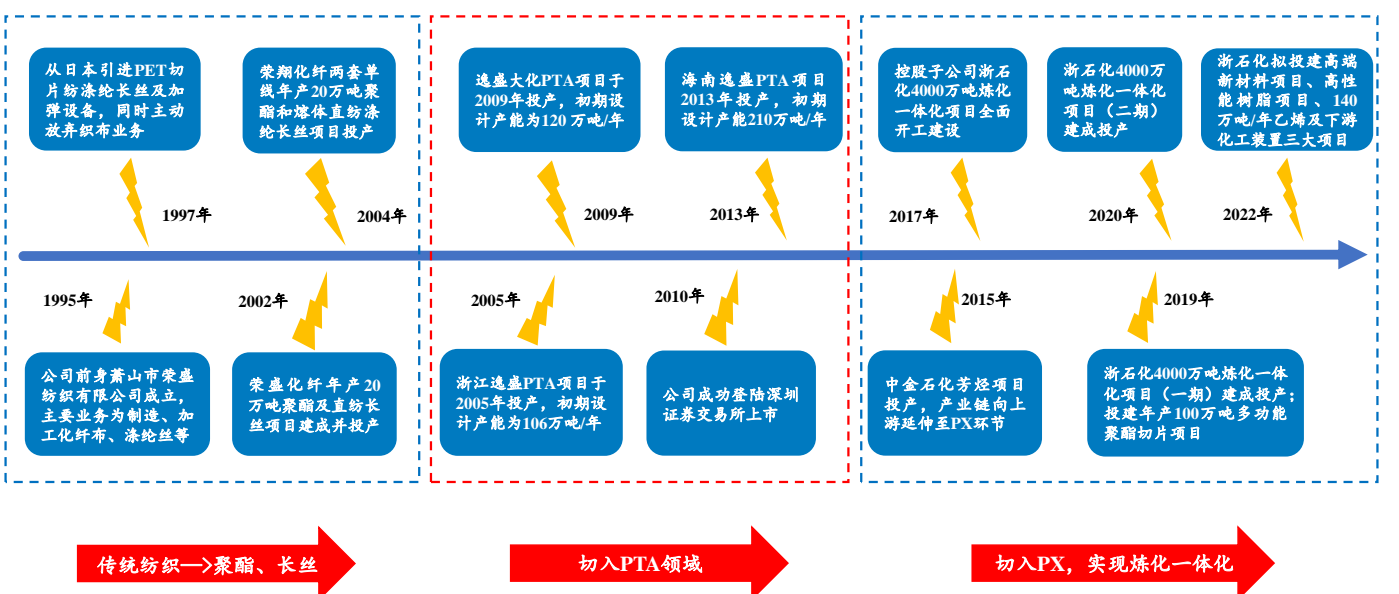 从日本引进PET切
片纺涤纶长丝及加
弹设备，同时主动
放弃织布业务
荣翔化纤两套单
线年产20万吨聚
酯和熔体直纺涤
纶长丝项目投产
逸盛大化PTA项目于
2009年投产，初期设
计产能为120 万吨/年
海南逸盛PTA项目
2013年投产，初期
设计产能210万吨/年
控股子公司浙石
化4000万吨炼化
一体化项目全面
开工建设
浙石化4000万
吨炼化一体化
项目（二期）
建成投产
浙石化拟投建高端
新材料项目、高性
能树脂项目、140
万吨/年乙烯及下游
化工装置三大项目
1997年
2004年
2009年
2013年
2017年
2020年
2022年
1995年
2002年
2005年
2010年
2015年
2019年
公司前身萧山市荣盛
纺织有限公司成立，
主要业务为制造、加
工化纤布、涤纶丝等
荣盛化纤年产20
万吨聚酯及直纺长
丝项目建成并投产
浙江逸盛PTA项目于
2005年投产，初期设
计产能为106万吨/年
公司成功登陆深圳
证券交易所上市
中金石化芳烃项目
投产，产业链向上
游延伸至PX环节
浙石化4000万吨炼化一体
化项目（一期）建成投产；
投建年产100万吨多功能
聚酯切片项目
传统纺织—>聚酯、长丝
切入PTA领域
切入PX，实现炼化一体化